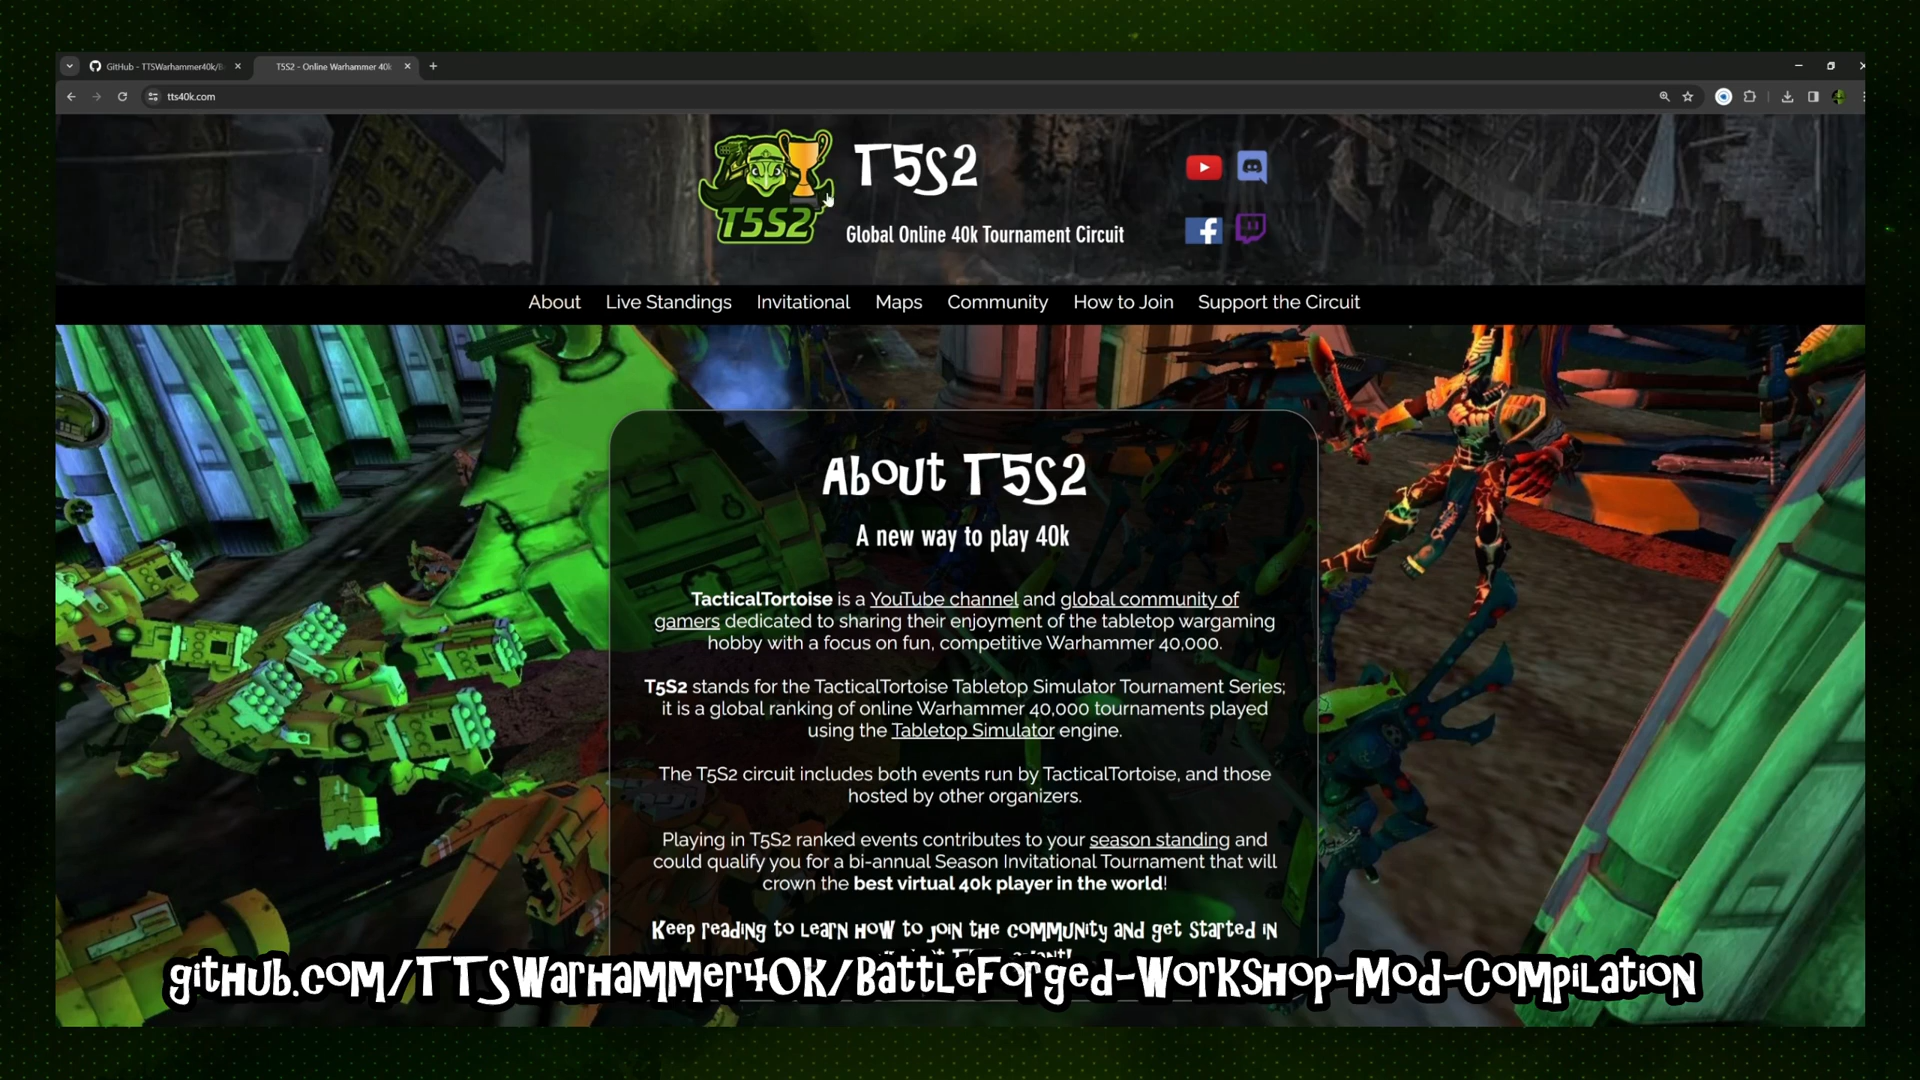 GitHub - TTSWarhammer40k/B
T5S2 - Online Warhammer 40k
tts40k.com
T5S2
T5S2
Global Online 40k Tournament Circuit
About Live Standings Invitational Maps Community How to Join Support the Circuit
About T5S2
A new way to play 40k
TacticalTortoise is a YouTube channel and global community of
gamers dedicated to sharing their enjoyment of the tabletop wargaming
hobby with a focus on fun, competitive Warhammer 40,000.
T5S2 stands for the TacticalTortoise Tabletop Simulator Tournament Series;
it is a global ranking of online Warhammer 40,000 tournaments played
using the Tabletop Simulator engine.
The T5S2 circuit includes both events run by TacticalTortoise, and those
hosted by other organizers.
Playing in T5S2 ranked events contributes to your season standing and
could qualify you for a bi-annual Season Invitational Tournament that will
crown the best virtual 40k player in the world!
Keep reading to learn how to join the community and get started in
github.com/TTSWarhammer40k/BattleForged-Workshop-Mod-Compilation